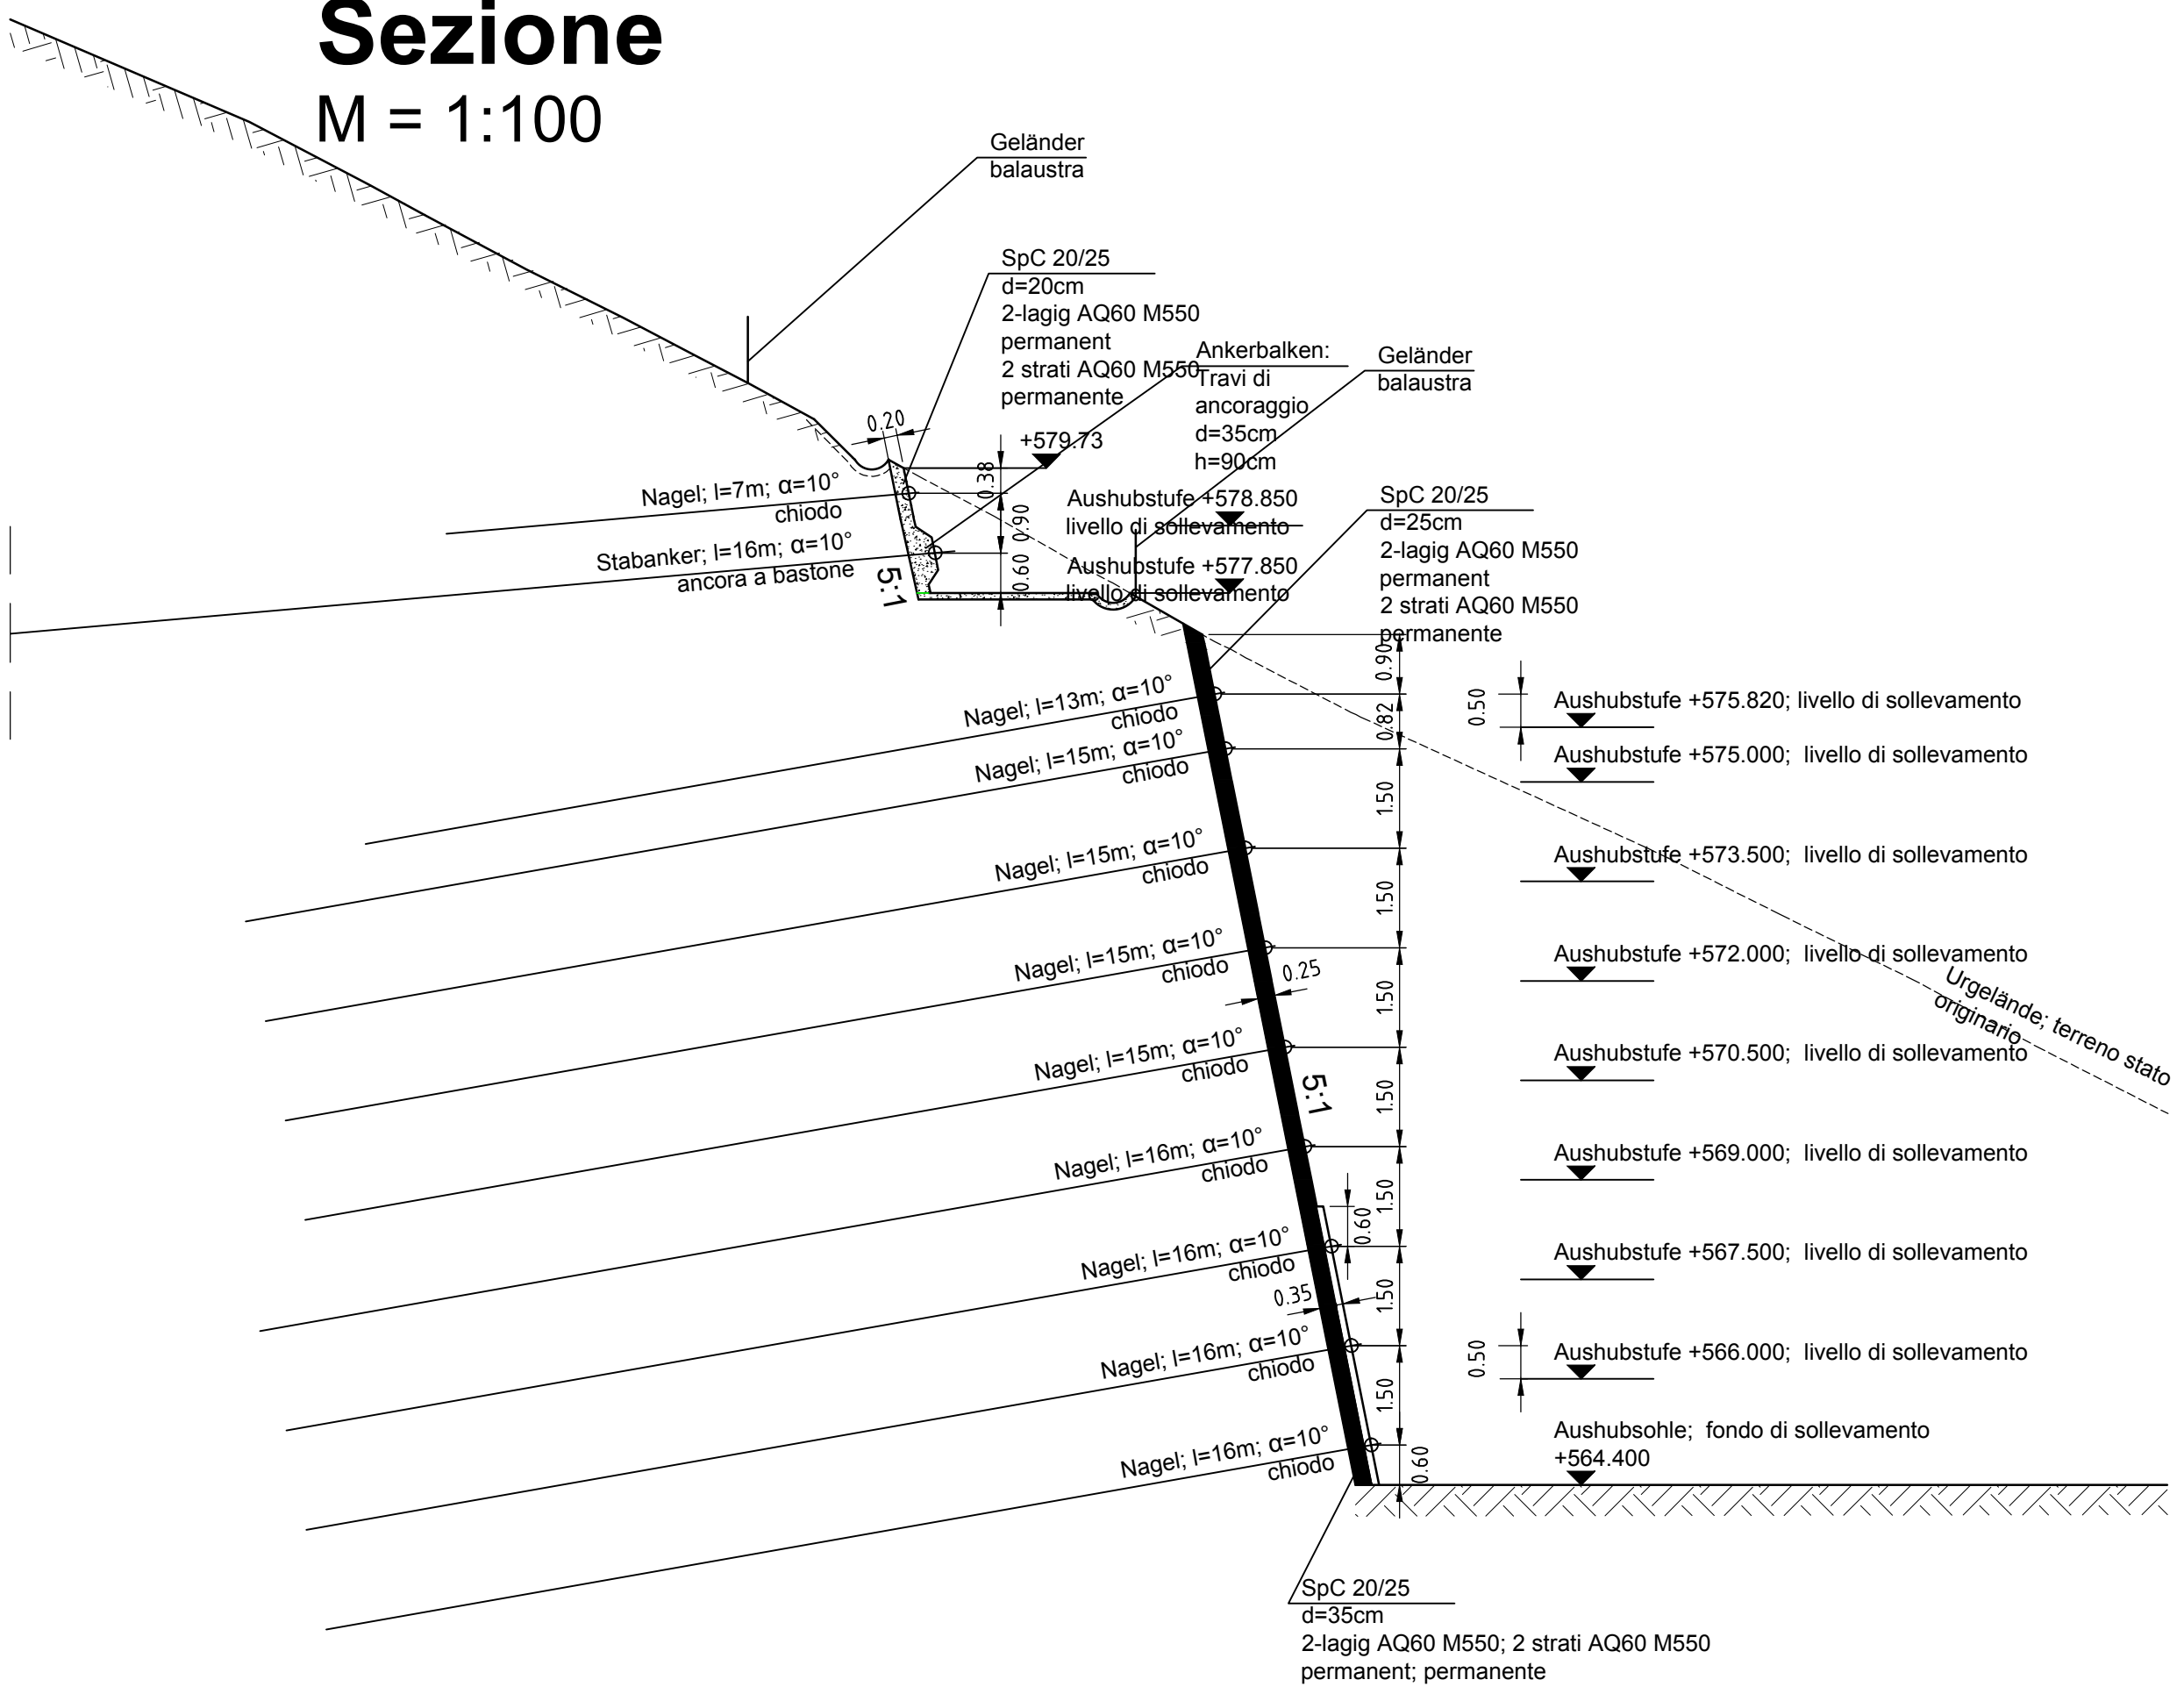 Sezione
M = 1:100
Geländer
balaustra
SpC 20/25
d=20cm
2-lagig AQ60 M550
permanent
2 strati AQ60 M550
permanente
Ankerbalken:
Travi di
ancoraggio
d=35cm
h=90cm
Geländer
balaustra
0.20
+579.73
0.38
0.90
0.60
Nagel; l=7m; α=10°
chiodo
Stabanker; l=16m; α=10°
ancora a bastone
5:1
Aushubstufe +578.850
livello di sollevamento
Aushubstufe +577.850
livello di sollevamento
SpC 20/25
d=25cm
2-lagig AQ60 M550
permanent
2 strati AQ60 M550
permanente
0.90
0.82
1.50
1.50
1.50
1.50
1.50
1.50
1.50
0.60
Nagel; l=13m; α=10°
chiodo
Nagel; l=15m; α=10°
chiodo
Nagel; l=15m; α=10°
chiodo
Nagel; l=15m; α=10°
chiodo
0.25
Nagel; l=15m; α=10°
chiodo
5:1
Nagel; l=16m; α=10°
chiodo
0.60
Nagel; l=16m; α=10°
chiodo
0.35
Nagel; l=16m; α=10°
chiodo
Nagel; l=16m; α=10°
chiodo
0.50
Aushubstufe +575.820; livello di sollevamento
Aushubstufe +575.000; livello di sollevamento
Aushubstufe +573.500; livello di sollevamento
Aushubstufe +572.000; livello di sollevamento
Urgelände; terreno stato
originario
Aushubstufe +570.500; livello di sollevamento
Aushubstufe +569.000; livello di sollevamento
Aushubstufe +567.500; livello di sollevamento
0.50
Aushubstufe +566.000; livello di sollevamento
Aushubsohle; fondo di sollevamento
+564.400
SpC 20/25
d=35cm
2-lagig AQ60 M550; 2 strati AQ60 M550
permanent; permanente